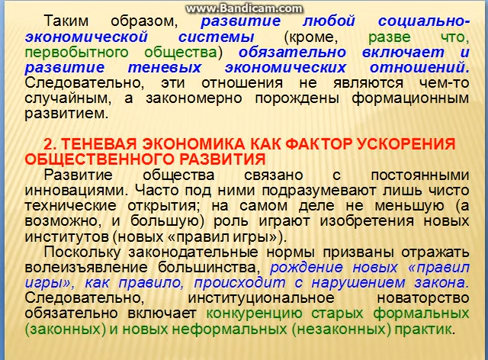 www.Bandicam.com
Таким образом, развитие любой социально-
экономической системы (кроме, разве что,
первобытного общества) обязательно включает и
развитие теневых экономических отношений.
Следовательно, эти отношения не являются чем-то
случайным, а закономерно порождены формационным
развитием.
2. ТЕНЕВАЯ ЭКОНОМИКА КАК ФАКТОР УСКОРЕНИЯ
ОБЩЕСТВЕННОГО РАЗВИТИЯ
Развитие общества связано с постоянными
инновациями. Часто под ними подразумевают лишь чисто
технические открытия; на самом деле не меньшую (а
возможно, и большую) роль играют изобретения новых
институтов (новых «правил игры»).
Поскольку законодательные нормы призваны отражать
волеизъявление большинства, рождение новых «правил
игры», как правило, происходит с нарушением закона.
Следовательно, институциональное новаторство
обязательно включает конкуренцию старых формальных
(законных) и новых неформальных (незаконных) практик.